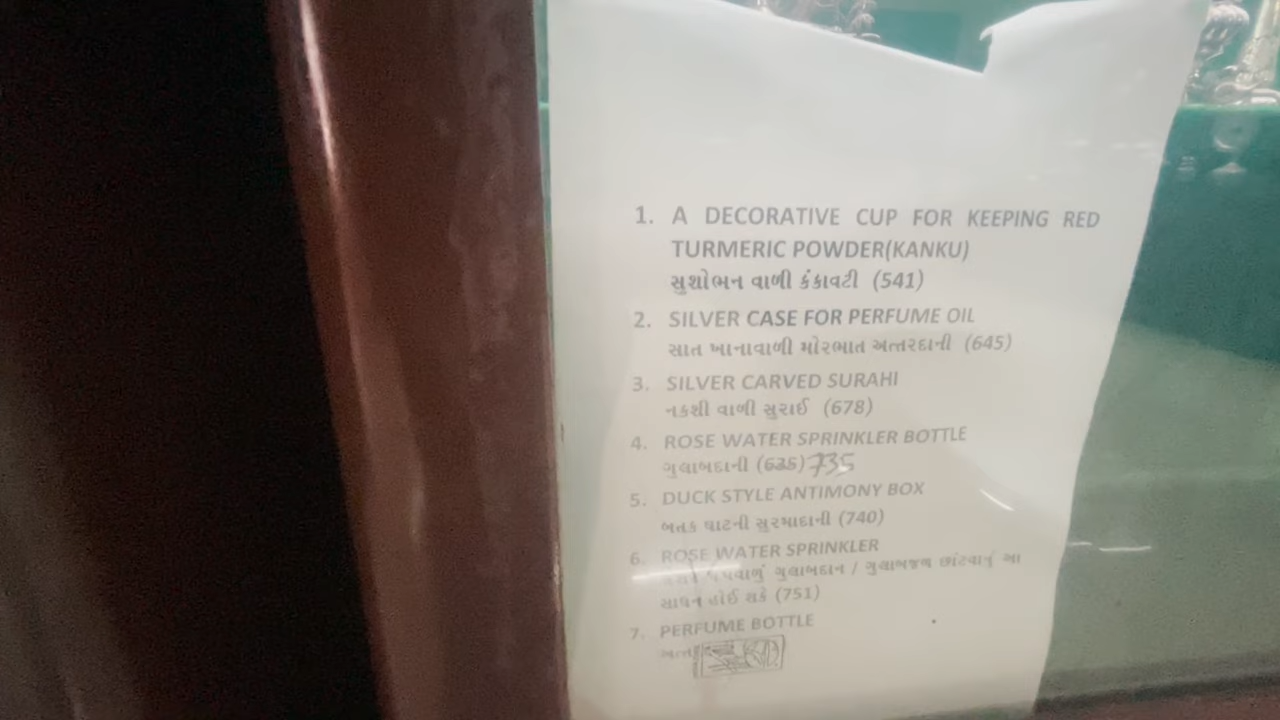 1. A DECORATIVE CUP FOR KEEPING RED
TURMERIC POWDER(KANKU)
સુશોભન વાળી કંકાવટી (541)
2. SILVER CASE FOR PERFUME OIL
સાત ખાનાવાળી મોરભાત અત્તરદાની (645)
3. SILVER CARVED SURAHI
નકશી વાળી સુરાઈ (678)
4. ROSE WATER SPRINKLER BOTTLE
ગુલાબદાની (635) 735
5. DUCK STYLE ANTIMONY BOX
બતક ઘાટની સુરમાદાની (740)
6. ROSE WATER SPRINKLER
ગુલાબદાન / ગુલાબજળ છાંટવાનું આ
સાધન હોઈ શકે (751)
7. PERFUME BOTTLE